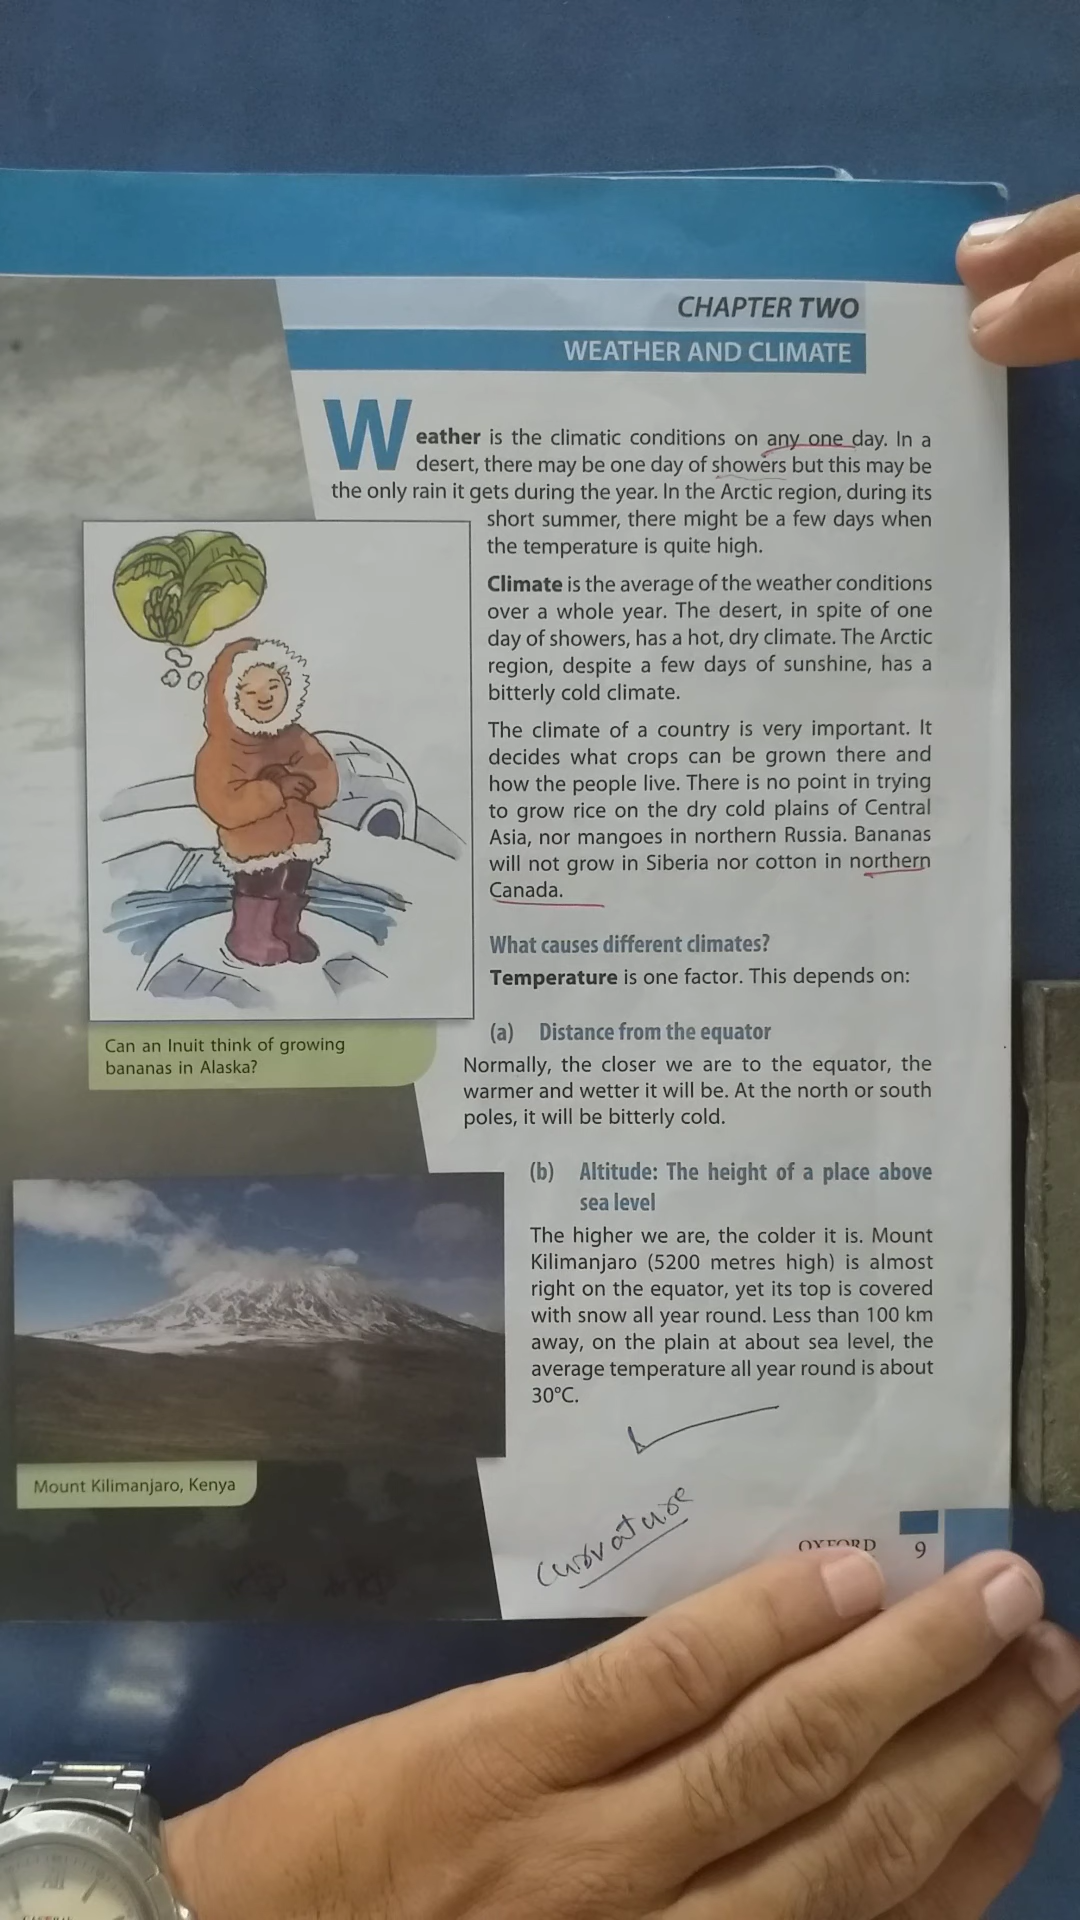 CHAPTER TWO
WEATHER AND CLIMATE
Weather is the climatic conditions on any one day. In a
desert, there may be one day of showers but this may be
the only rain it gets during the year. In the Arctic region, during its
short summer, there might be a few days when
the temperature is quite high.
Climate is the average of the weather conditions
over a whole year. The desert, in spite of one
day of showers, has a hot, dry climate. The Arctic
region, despite a few days of sunshine, has a
bitterly cold climate.
The climate of a country is very important. It
decides what crops can be grown there and
how the people live. There is no point in trying
to grow rice on the dry cold plains of Central
Asia, nor mangoes in northern Russia. Bananas
will not grow in Siberia nor cotton in northern
Canada.
What causes different climates?
Temperature is one factor. This depends on:
Can an Inuit think of growing
bananas in Alaska?
(a) Distance from the equator
Normally, the closer we are to the equator, the
warmer and wetter it will be. At the north or south
poles, it will be bitterly cold.
(b) Altitude: The height of a place above
sea level
The higher we are, the colder it is. Mount
Kilimanjaro (5200 metres high) is almost
right on the equator, yet its top is covered
with snow all year round. Less than 100 km
away, on the plain at about sea level, the
average temperature all year round is about
30°C.
Mount Kilimanjaro, Kenya
curvature
OXFORD 9